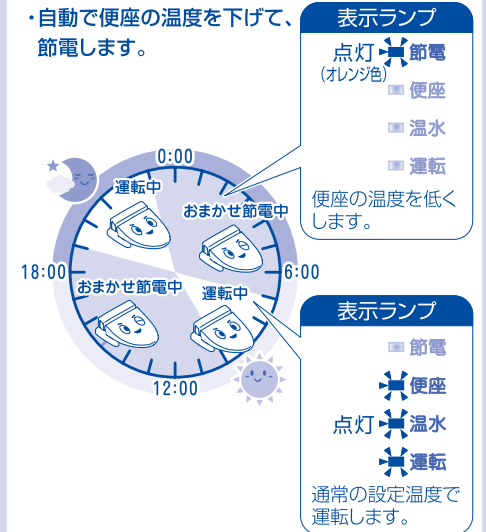 ・自動で便座の温度を下げて、
節電します。
表示ランプ
点灯 節電
(オレンジ色)
便座
温水
運転
便座の温度を低く
します。
0:00
運転中
おまかせ節電中
18:00
6:00
おまかせ節電中
運転中
12:00
表示ランプ
節電
便座
点灯 温水
運転
通常の設定温度で
運転します。